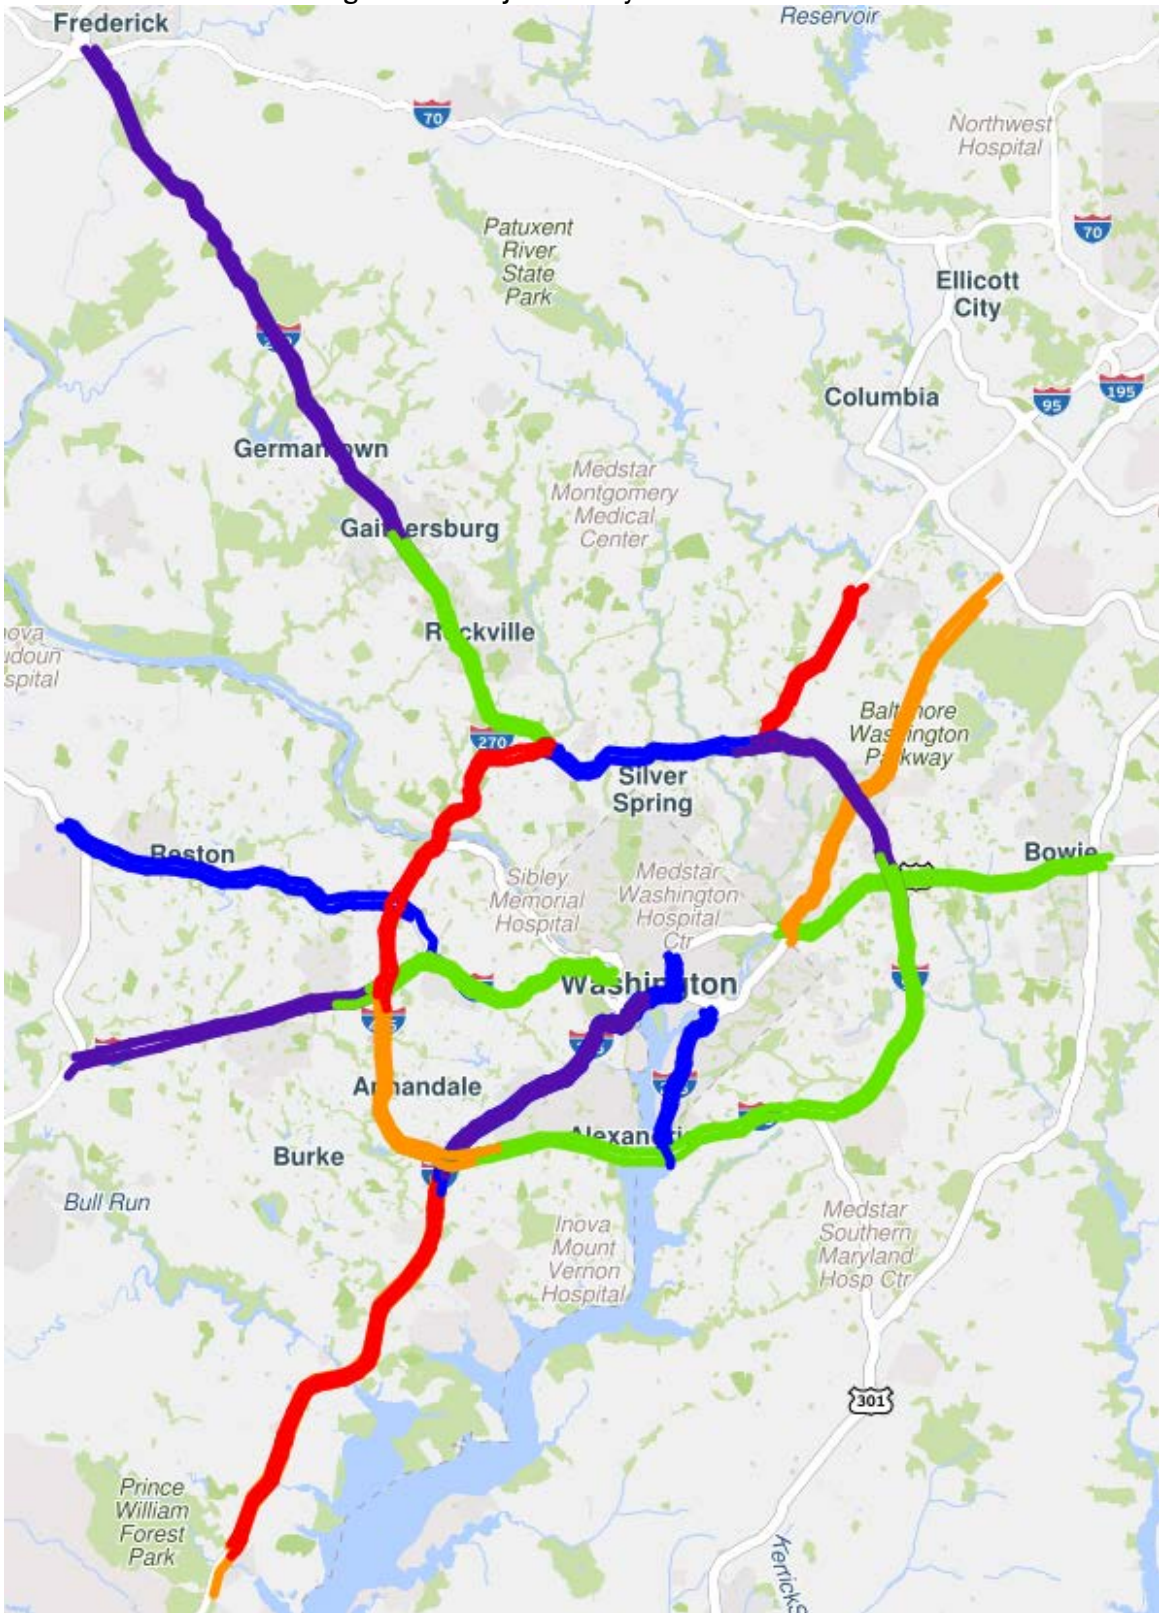 Frederick
Reservoir
70
Northwest
Hospital
70
Patuxent
River
State
Park
Ellicott
City
195
95
Columbia
Germantown
Medstar
Montgomery
Medical
Center
Gaithersburg
Rockville
270
Baltimore
Washington
Parkway
Silver
Spring
Reston
Bowie
Sibley
Memorial
Hospital
Medstar
Washington
Hospital
Ctr
Washington
Annandale
Alexandria
Burke
Bull Run
Inova
Mount
Vernon
Hospital
Medstar
Southern
Maryland
Hosp Ctr
301
Prince
William
Forest
Park